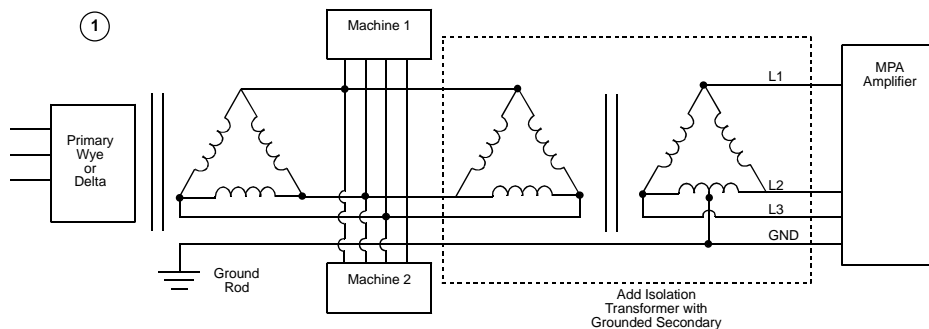 1
Machine 1
MPA
Amplifier
L1
Primary
Wye
or
Delta
L2
L3
GND
Ground
Rod
Machine 2
Add Isolation
Transformer with
Grounded Secondary